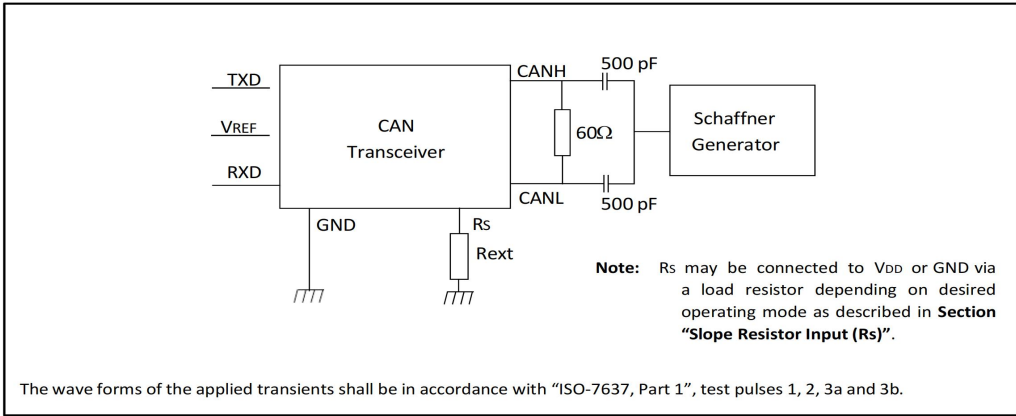 500 pF
CANH
TXD
VREF
RXD
CAN
Transceiver
60Ω
Schaffner
Generator
CANL
500 pF
GND
Rs
Rext
Note: Rs may be connected to VDD or GND via
a load resistor depending on desired
operating mode as described in Section
“Slope Resistor Input (Rs)”.
The wave forms of the applied transients shall be in accordance with “ISO-7637, Part 1”, test pulses 1, 2, 3a and 3b.